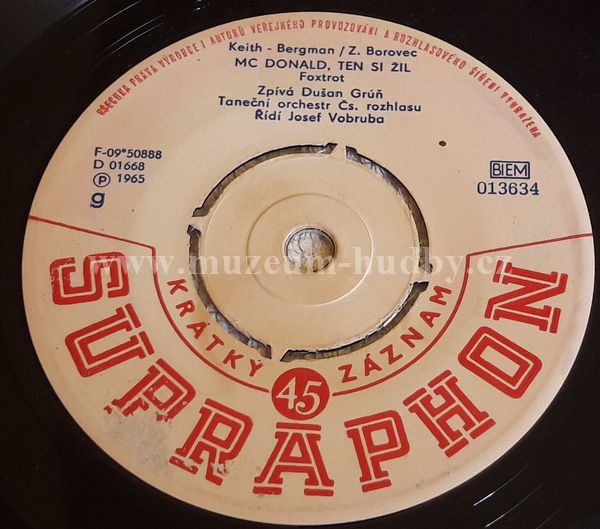 VŠECHNA PRÁVA VÝROBCE I AUTORŮ VEŘEJNÉHO PROVOZOVÁNÍ A ROZHLASOVÉHO ŠÍŘENÍ VYHRAŽENA
Keith - Bergman / Z. Borovec
MC DONALD, TEN SI ŽIL
Foxtrot
Zpívá Dušan Grúň
Taneční orchestr Čs. rozhlasu
Řídí Josef Vobruba
F-09*50888
D 01668
Ⓟ 1965
g
BIEM
013634
www.muzeum-hudby.cz
KRÁTKÝ 45 ZÁZNAM
SUPRAPHON